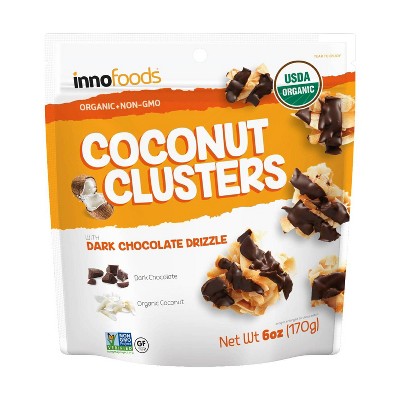 innofoods
USDA
ORGANIC
ORGANIC•NON-GMO
COCONUT
CLUSTERS
WITH
DARK CHOCOLATE DRIZZLE
Dark Chocolate
Organic Coconut
NON
GMO
VERIFIED
GF
Net Wt 6oz (170g)